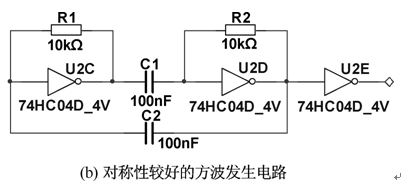 R1
10kΩ
R2
10kΩ
U2C
C1
U2D
U2E
74HC04D_4V
100nF
74HC04D_4V
74HC04D_4V
C2
100nF
(b) 对称性较好的方波发生电路